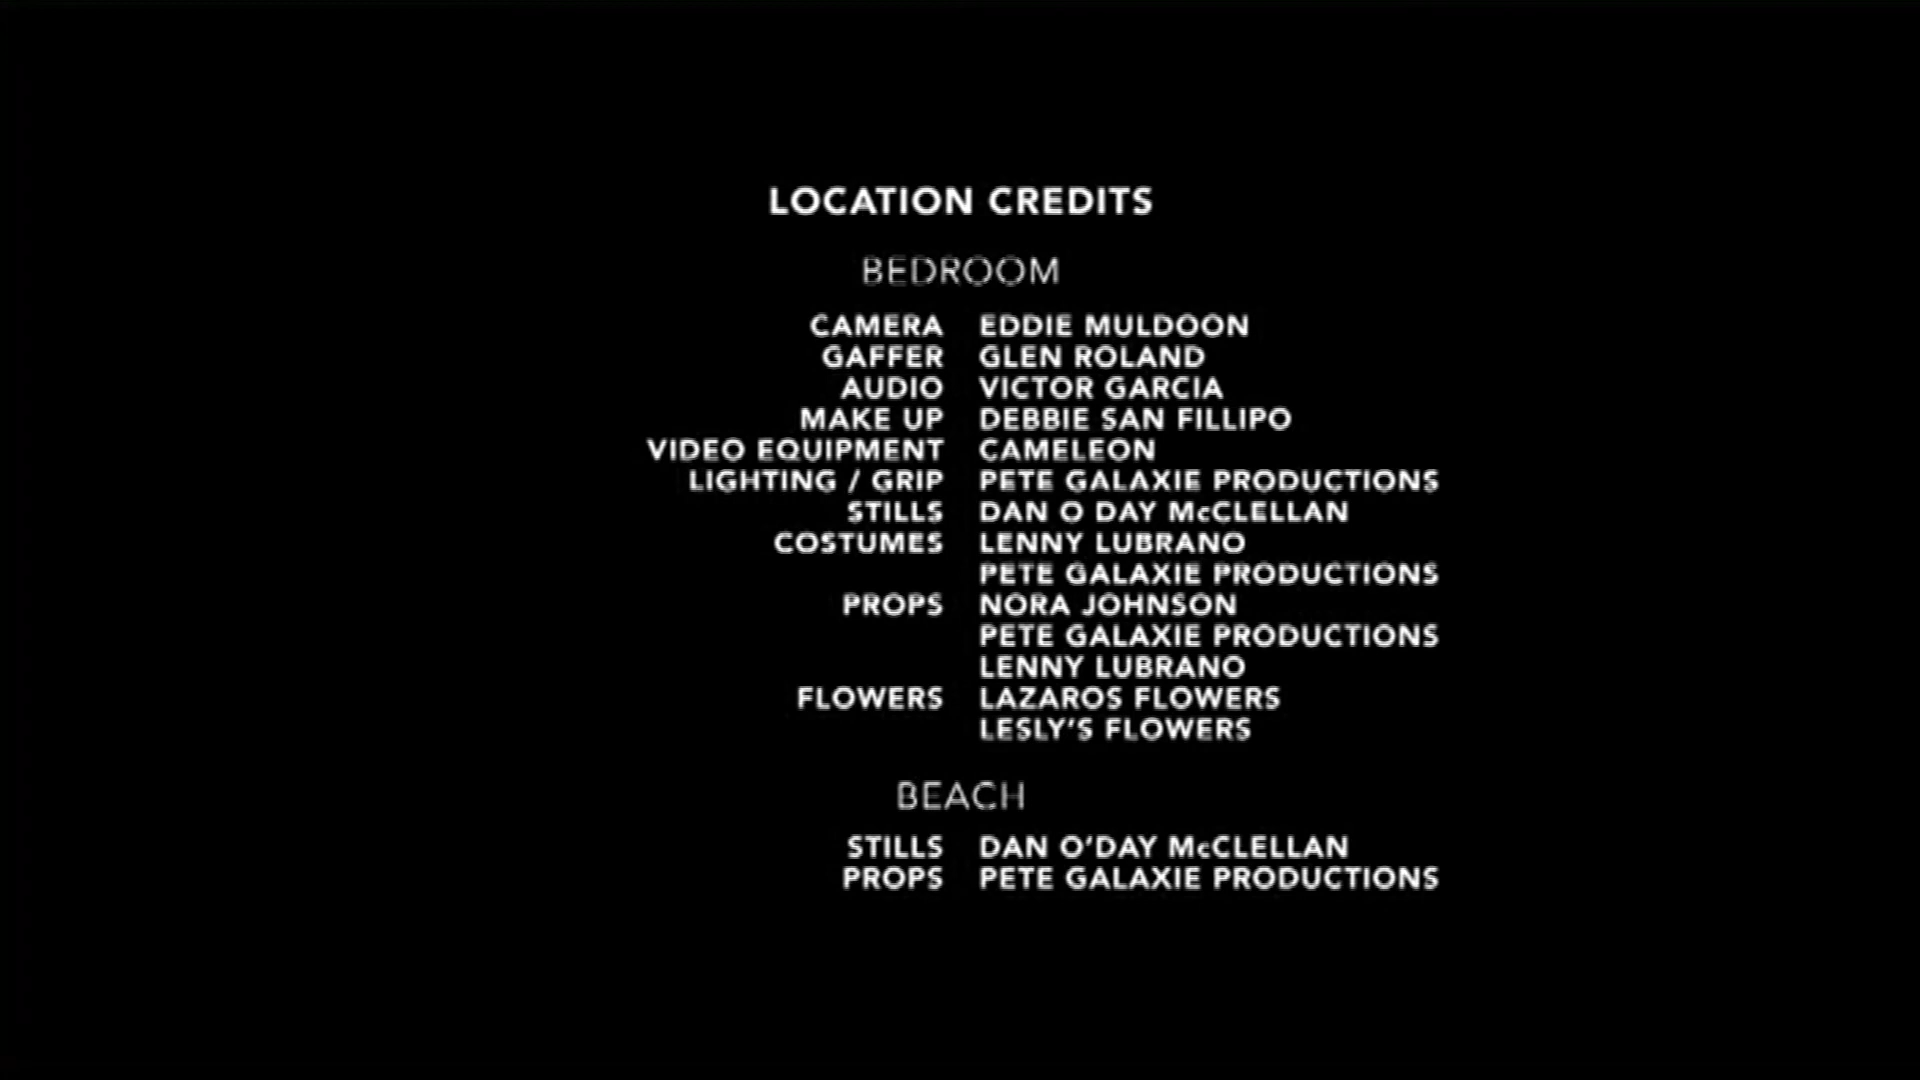 LOCATION CREDITS
BEDROOM
CAMERA EDDIE MULDOON
GAFFER GLEN ROLAND
AUDIO VICTOR GARCIA
MAKE UP DEBBIE SAN FILLIPO
VIDEO EQUIPMENT CAMELEON
LIGHTING / GRIP PETE GALAXIE PRODUCTIONS
STILLS DAN O DAY McCLELLAN
COSTUMES LENNY LUBRANO
PETE GALAXIE PRODUCTIONS
PROPS NORA JOHNSON
PETE GALAXIE PRODUCTIONS
LENNY LUBRANO
FLOWERS LAZAROS FLOWERS
LESLY'S FLOWERS
BEACH
STILLS DAN O'DAY McCLELLAN
PROPS PETE GALAXIE PRODUCTIONS